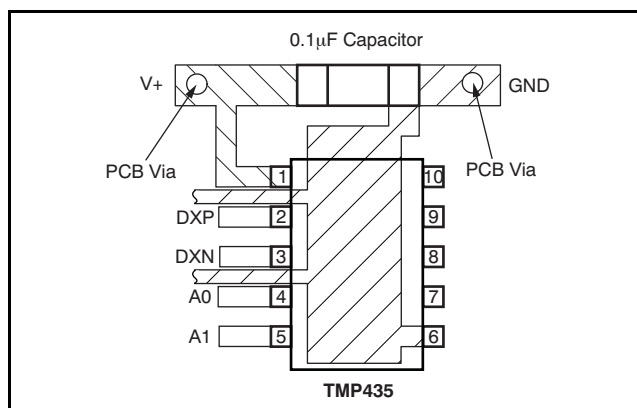 0.1µF Capacitor
V+
GND
PCB Via
PCB Via
1
10
DXP
2
9
DXN
3
8
A0
4
7
A1
5
6
TMP435